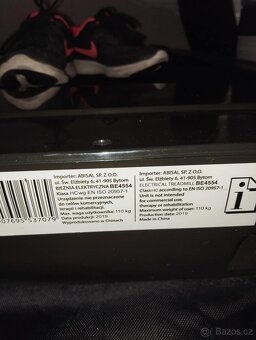 Importer: ABISAL SP. Z O.O.
ul. Św. Elżbiety 6, 41-905 Bytom
BIEŻNIA ELEKTRYCZNA BE4554
Klasa HC wg EN ISO 20957-1
Urządzenie nie przeznaczone
do celów komercyjnych,
terapii i rehabilitacji
Max. waga użytkownika: 110 kg
Data produkcji: 2019
Wyprodukowano w Chinach
Importer: ABISAL SP. Z O.O.
ul. Św. Elżbiety 6, 41-905 Bytom
ELECTRICAL TREADMILL BE4554
Class HC according to EN ISO 20957-1.
Unit is not intended
for commercial use,
therapy or rehabilitation
Maximum weight of user: 110 kg
Production date: 2019
Made in China
07695 537079
Bazoš.cz